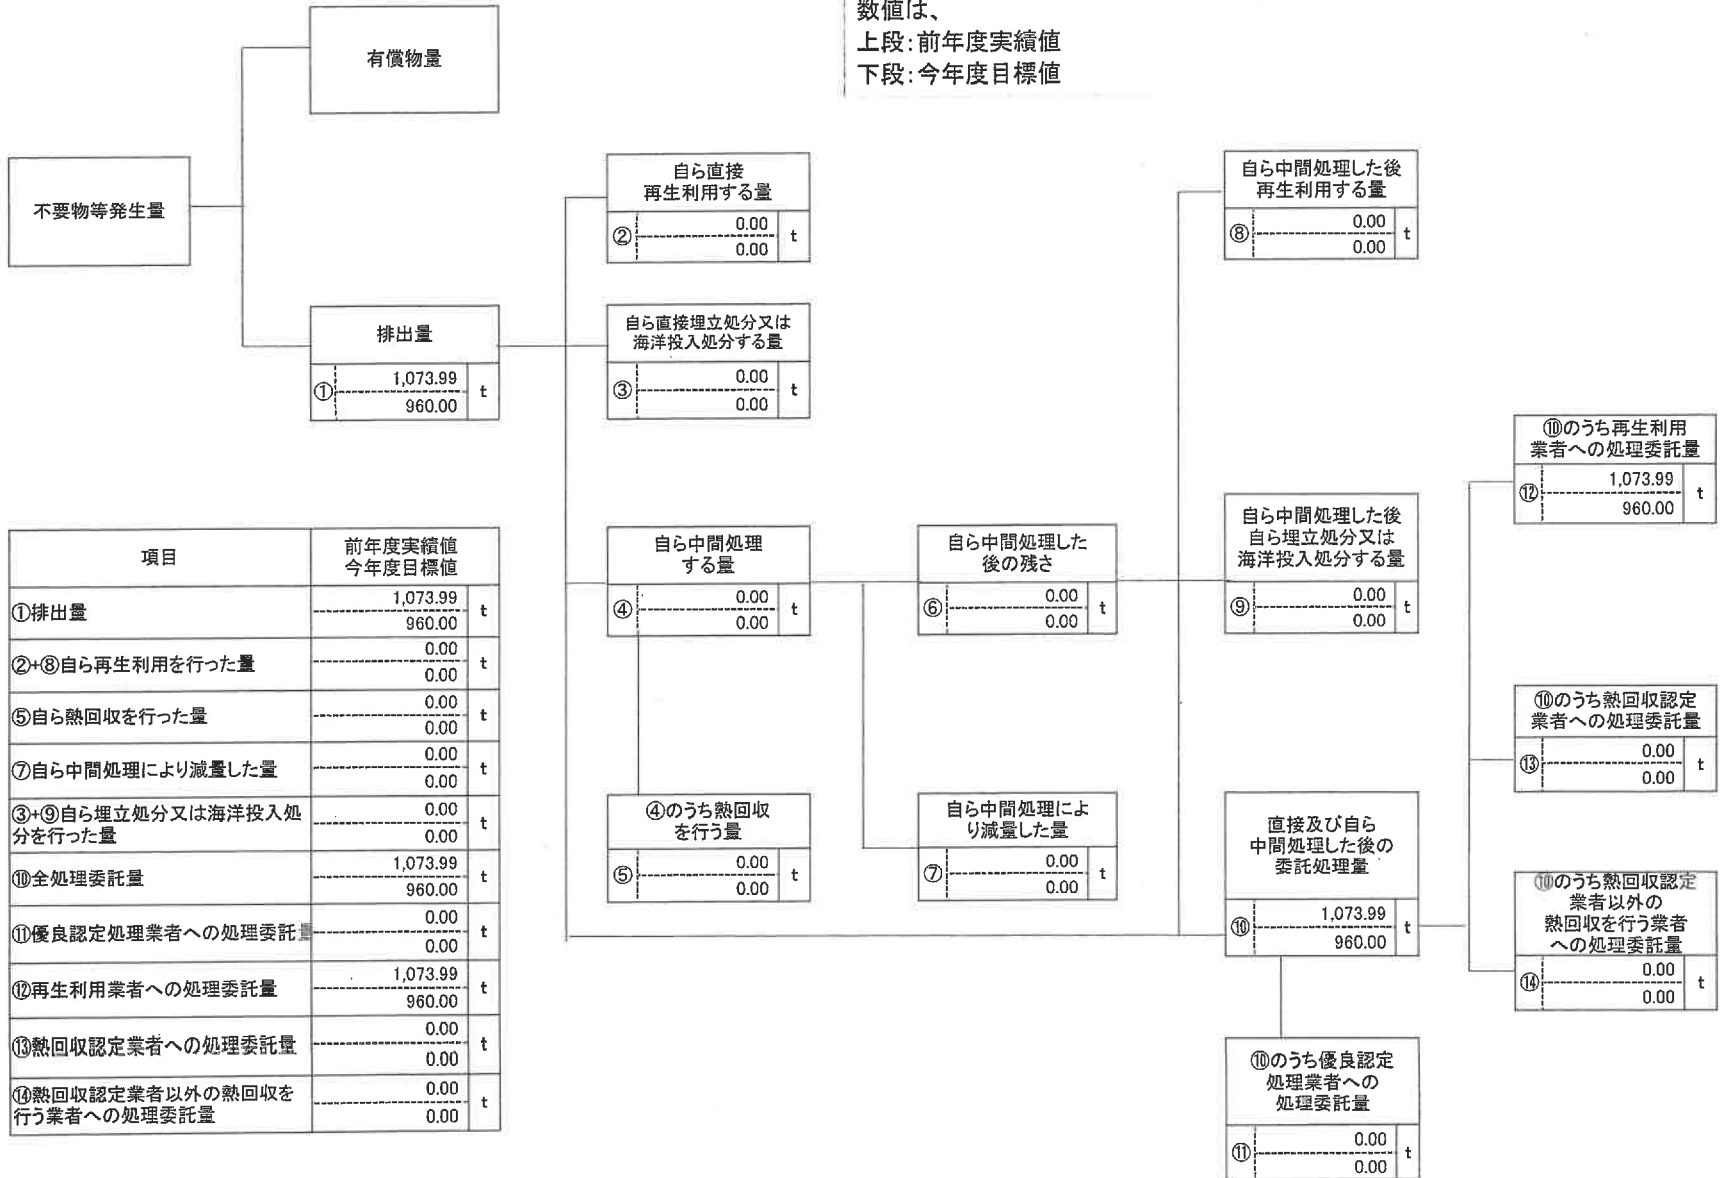 数値は、
上段:前年度実績値
下段:今年度目標値
有償物量
不要物等発生量
排出量
① 1,073.99 t
960.00
自ら直接
再生利用する量
② 0.00 t
0.00
自ら直接埋立処分又は
海洋投入処分する量
③ 0.00 t
0.00
自ら中間処理
する量
④ 0.00 t
0.00
④のうち熱回収
を行う量
⑤ 0.00 t
0.00
自ら中間処理した
後の残さ
⑥ 0.00 t
0.00
自ら中間処理によ
り減量した量
⑦ 0.00 t
0.00
自ら中間処理した後
再生利用する量
⑧ 0.00 t
0.00
自ら中間処理した後
自ら埋立処分又は
海洋投入処分する量
⑨ 0.00 t
0.00
直接及び自ら
中間処理した後の
委託処理量
⑩ 1,073.99 t
960.00
⑩のうち優良認定
処理業者への
処理委託量
⑪ 0.00 t
0.00
⑩のうち再生利用
業者への処理委託量
⑫ 1,073.99 t
960.00
⑩のうち熱回収認定
業者への処理委託量
⑬ 0.00 t
0.00
⑩のうち熱回収認定
業者以外の
熱回収を行う業者
への処理委託量
⑭ 0.00 t
0.00
項目 前年度実績値
今年度目標値
①排出量 1,073.99 t
960.00
②+⑧自ら再生利用を行った量 0.00 t
0.00
⑤自ら熱回収を行った量 0.00 t
0.00
⑦自ら中間処理により減量した量 0.00 t
0.00
③+⑨自ら埋立処分又は海洋投入処 0.00 t
分を行った量 0.00
⑩全処理委託量 1,073.99 t
960.00
⑪優良認定処理業者への処理委託量 0.00 t
0.00
⑫再生利用業者への処理委託量 1,073.99 t
960.00
⑬熱回収認定業者への処理委託量 0.00 t
0.00
⑭熱回収認定業者以外の熱回収を 0.00 t
行う業者への処理委託量 0.00